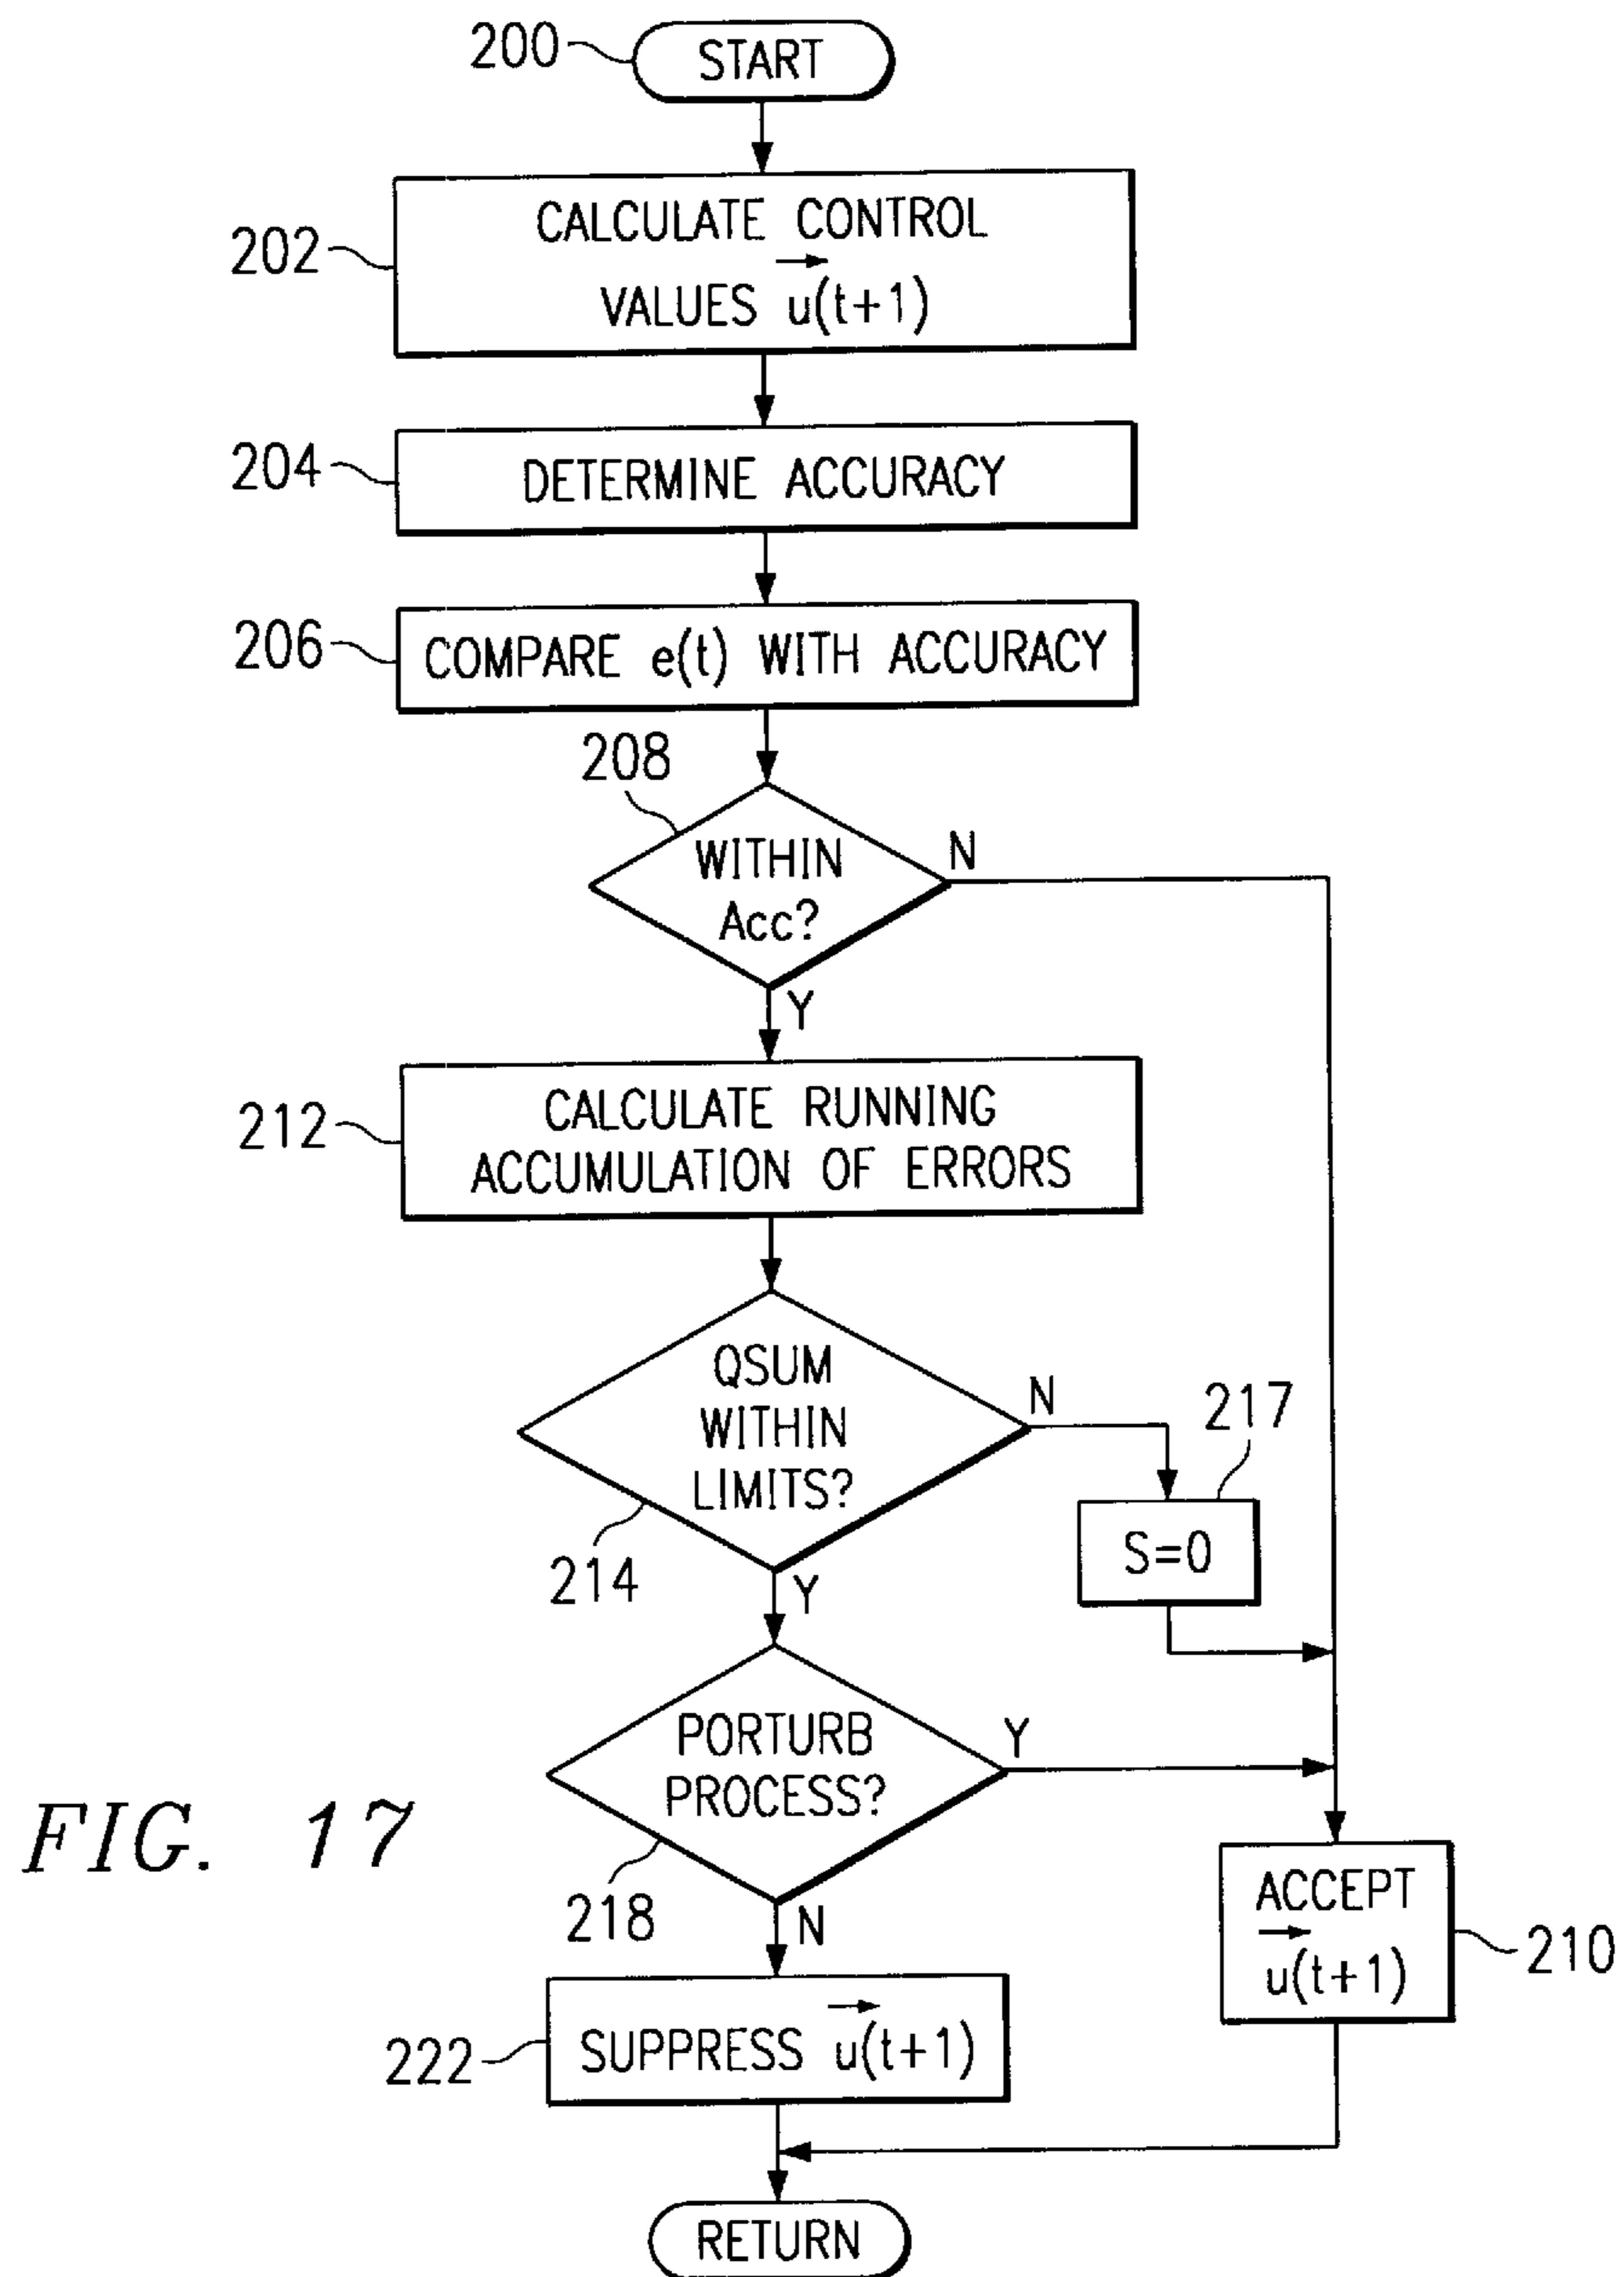 200
START
202
CALCULATE CONTROL
VALUES u(t+1)
204
DETERMINE ACCURACY
206
COMPARE e(t) WITH ACCURACY
208
WITHIN
Acc?
N
Y
212
CALCULATE RUNNING
ACCUMULATION OF ERRORS
QSUM
WITHIN
LIMITS?
N
217
S=0
214
Y
PORTURB
PROCESS?
Y
218
N
ACCEPT
u(t+1)
210
222
SUPPRESS u(t+1)
RETURN
FIG. 17